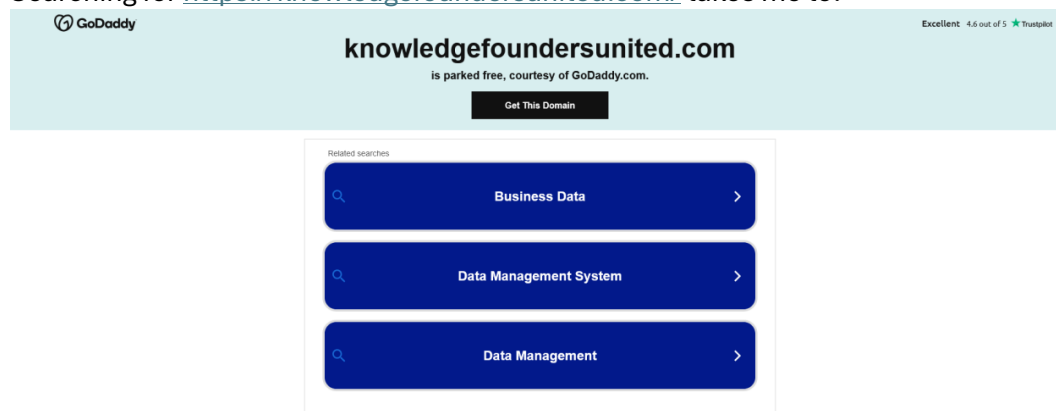 GoDaddy
Excellent 4.6 out of 5 Trustpilot
knowledgefoundersunited.com
is parked free, courtesy of GoDaddy.com.
Get This Domain
Related searches
Business Data
Data Management System
Data Management